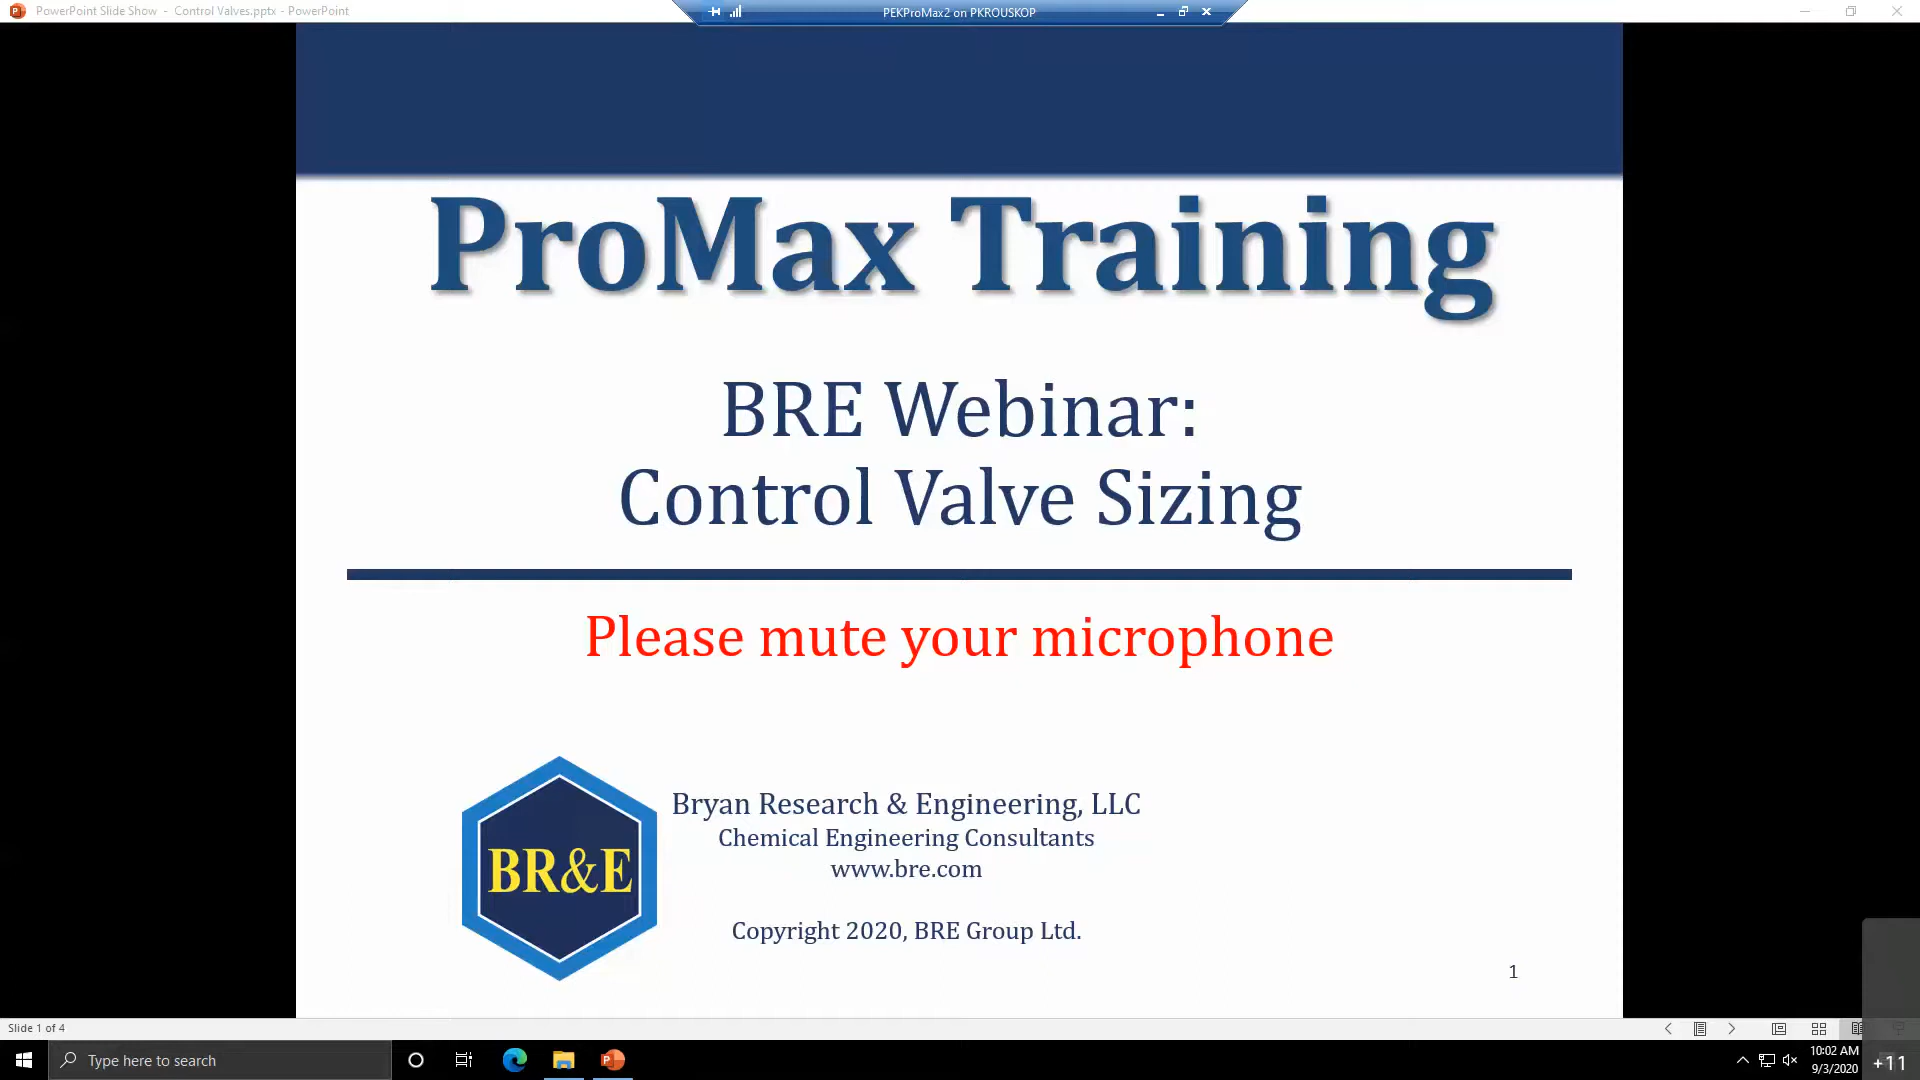 PowerPoint Slide Show - Control Valves.pptx - PowerPoint
PEKProMax2 on PKROUSKOP
ProMax Training
BRE Webinar:
Control Valve Sizing
Please mute your microphone
BR&E
Bryan Research & Engineering, LLC
Chemical Engineering Consultants
www.bre.com
Copyright 2020, BRE Group Ltd.
1
Slide 1 of 4
Type here to search
10:02 AM
9/3/2020
+11